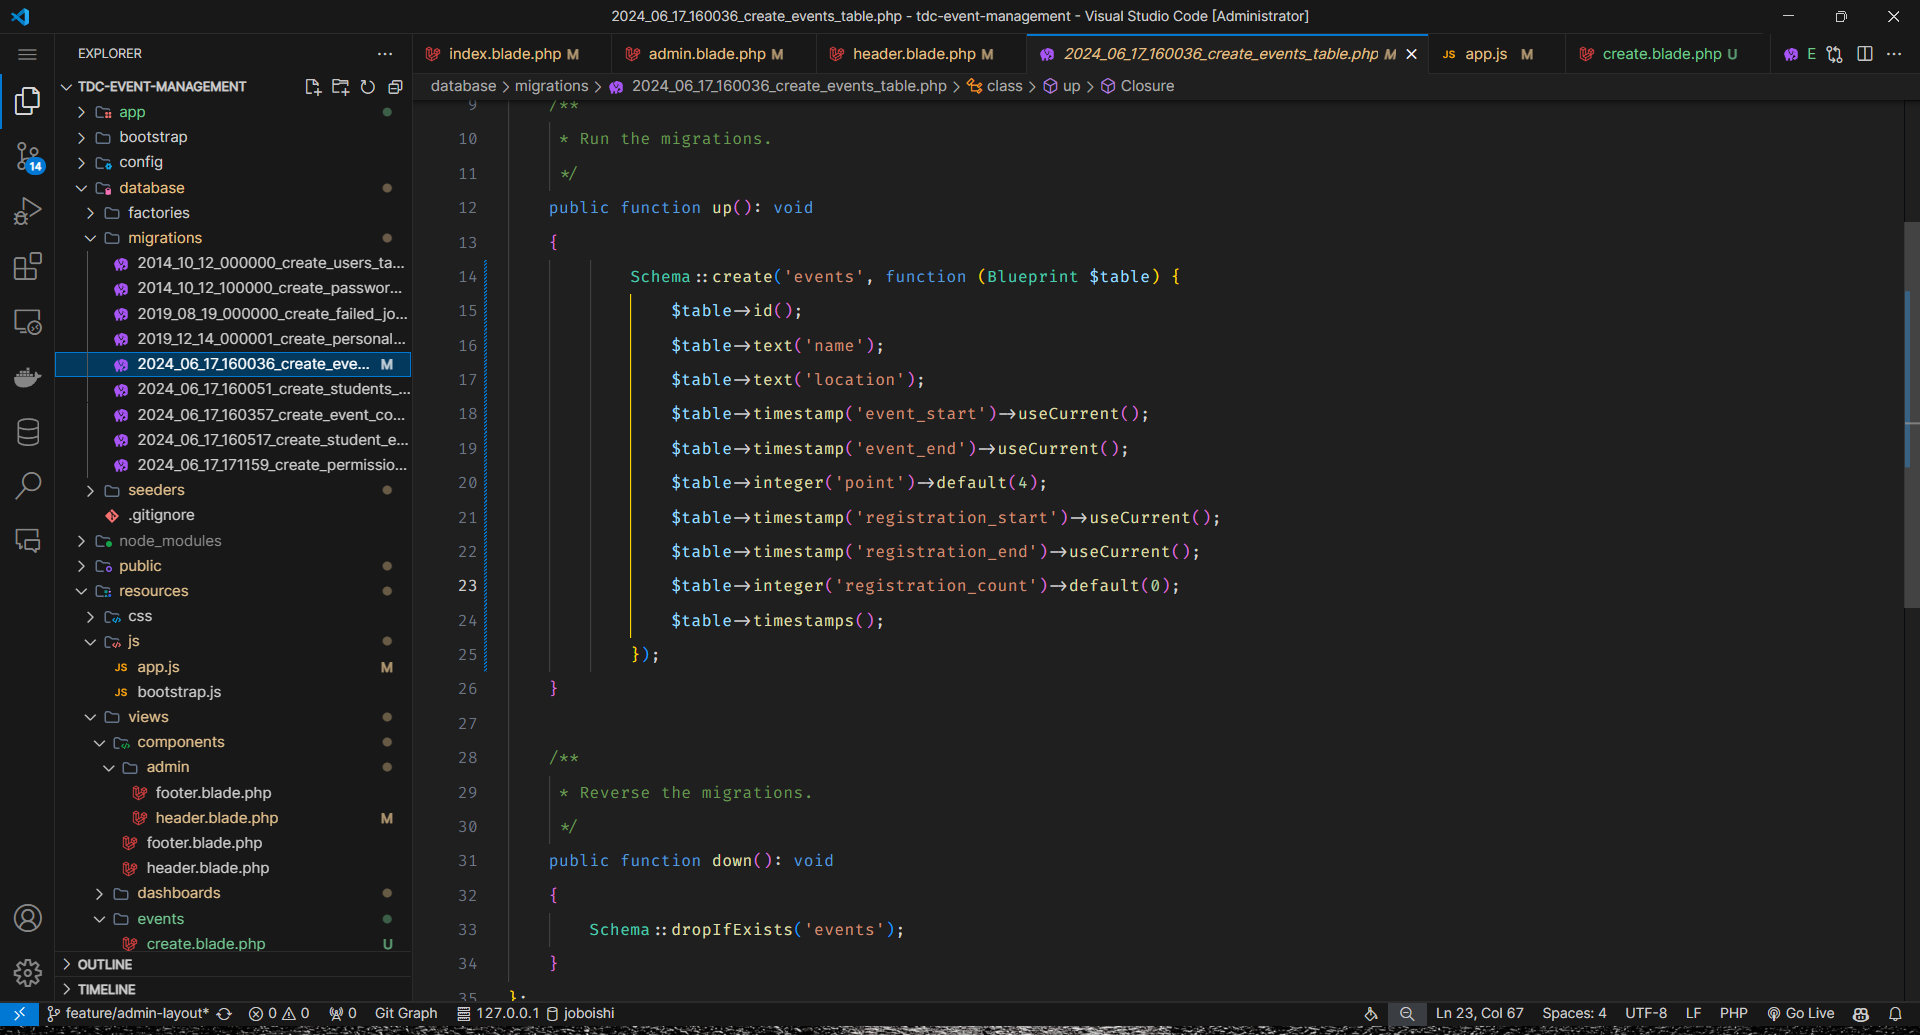 2024_06_17_160036_create_events_table.php - tdc-event-management - Visual Studio Code [Administrator]
EXPLORER
TDC-EVENT-MANAGEMENT
app
bootstrap
config
database
factories
migrations
2014_10_12_000000_create_users_ta...
2014_10_12_100000_create_passwor...
2019_08_19_000000_create_failed_jo...
2019_12_14_000001_create_personal...
2024_06_17_160036_create_eve... M
2024_06_17_160051_create_students_...
2024_06_17_160357_create_event_co...
2024_06_17_160517_create_student_e...
2024_06_17_171159_create_permissio...
seeders
.gitignore
node_modules
public
resources
css
js
JS app.js M
JS bootstrap.js
views
components
admin
footer.blade.php
header.blade.php M
footer.blade.php
header.blade.php
dashboards
events
create.blade.php U
OUTLINE
TIMELINE
14
index.blade.php M
admin.blade.php M
header.blade.php M
2024_06_17_160036_create_events_table.php M
JS app.js M
create.blade.php U
E
database > migrations > 2024_06_17_160036_create_events_table.php > class > up > Closure
9 /**
10 * Run the migrations.
11 */
12 public function up(): void
13 {
14 Schema::create('events', function (Blueprint $table) {
15 $table->id();
16 $table->text('name');
17 $table->text('location');
18 $table->timestamp('event_start')->useCurrent();
19 $table->timestamp('event_end')->useCurrent();
20 $table->integer('point')->default(4);
21 $table->timestamp('registration_start')->useCurrent();
22 $table->timestamp('registration_end')->useCurrent();
23 $table->integer('registration_count')->default(0);
24 $table->timestamps();
25 });
26 }
27
28 /**
29 * Reverse the migrations.
30 */
31 public function down(): void
32 {
33 Schema::dropIfExists('events');
34 }
35 };
feature/admin-layout* 0 0 0 Git Graph 127.0.0.1 joboishi
Ln 23, Col 67 Spaces: 4 UTF-8 LF PHP Go Live